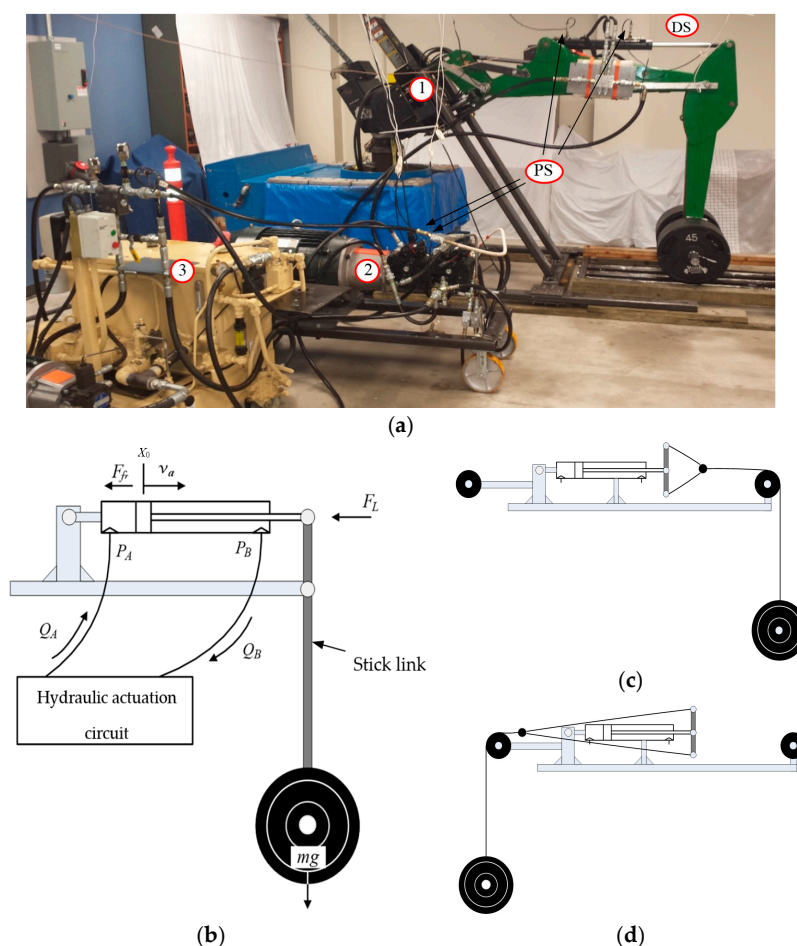 DS
1
PS
45
2
3
(a)
X0
Ffr
va
FL
PA
PB
QA
QB
Stick link
Hydraulic actuation
circuit
mg
(b)
(c)
(d)